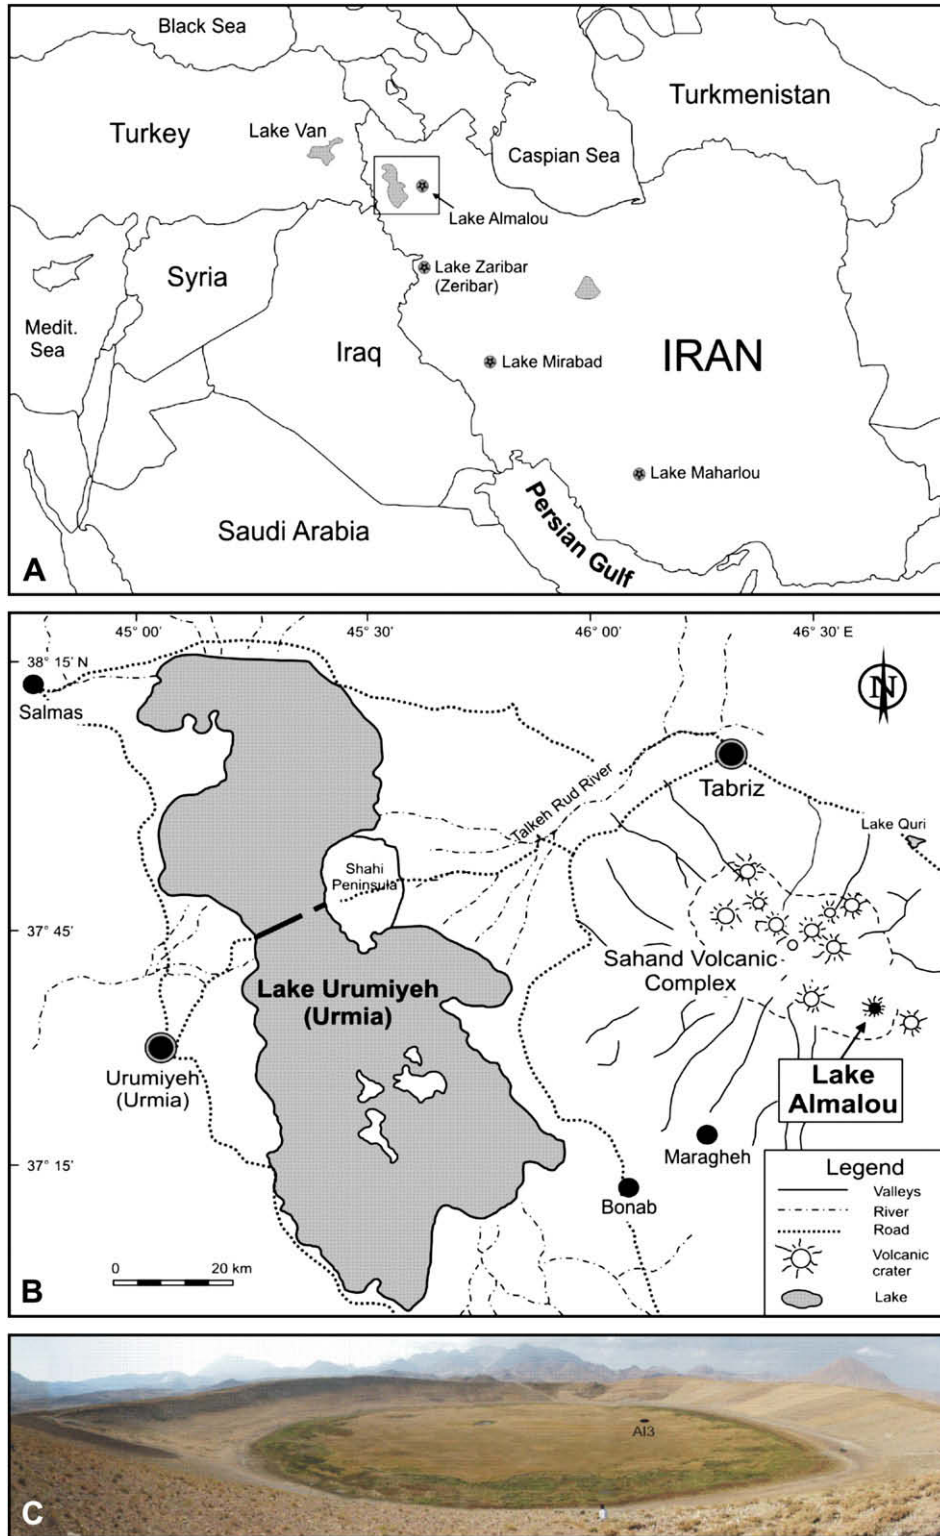 Black Sea
Turkmenistan
Turkey
Lake Van
Caspian Sea
Lake Almalou
Syria
Lake Zaribar
(Zeribar)
Medit.
Sea
Iraq
IRAN
Lake Mirabad
Lake Maharlou
Saudi Arabia
Persian Gulf
A
45° 00'
45° 30'
46° 00'
46° 30' E
38° 15' N
N
Salmas
Tabriz
Talkeh Rud River
Lake Quri
Shahi
Peninsula
37° 45'
Sahand Volcanic
Complex
Lake Urumiyeh
(Urmia)
Urumiyeh
(Urmia)
Lake
Almalou
Maragheh
37° 15'
Bonab
Legend
Valleys
River
Road
Volcanic
crater
Lake
0 20 km
B
Al3
C